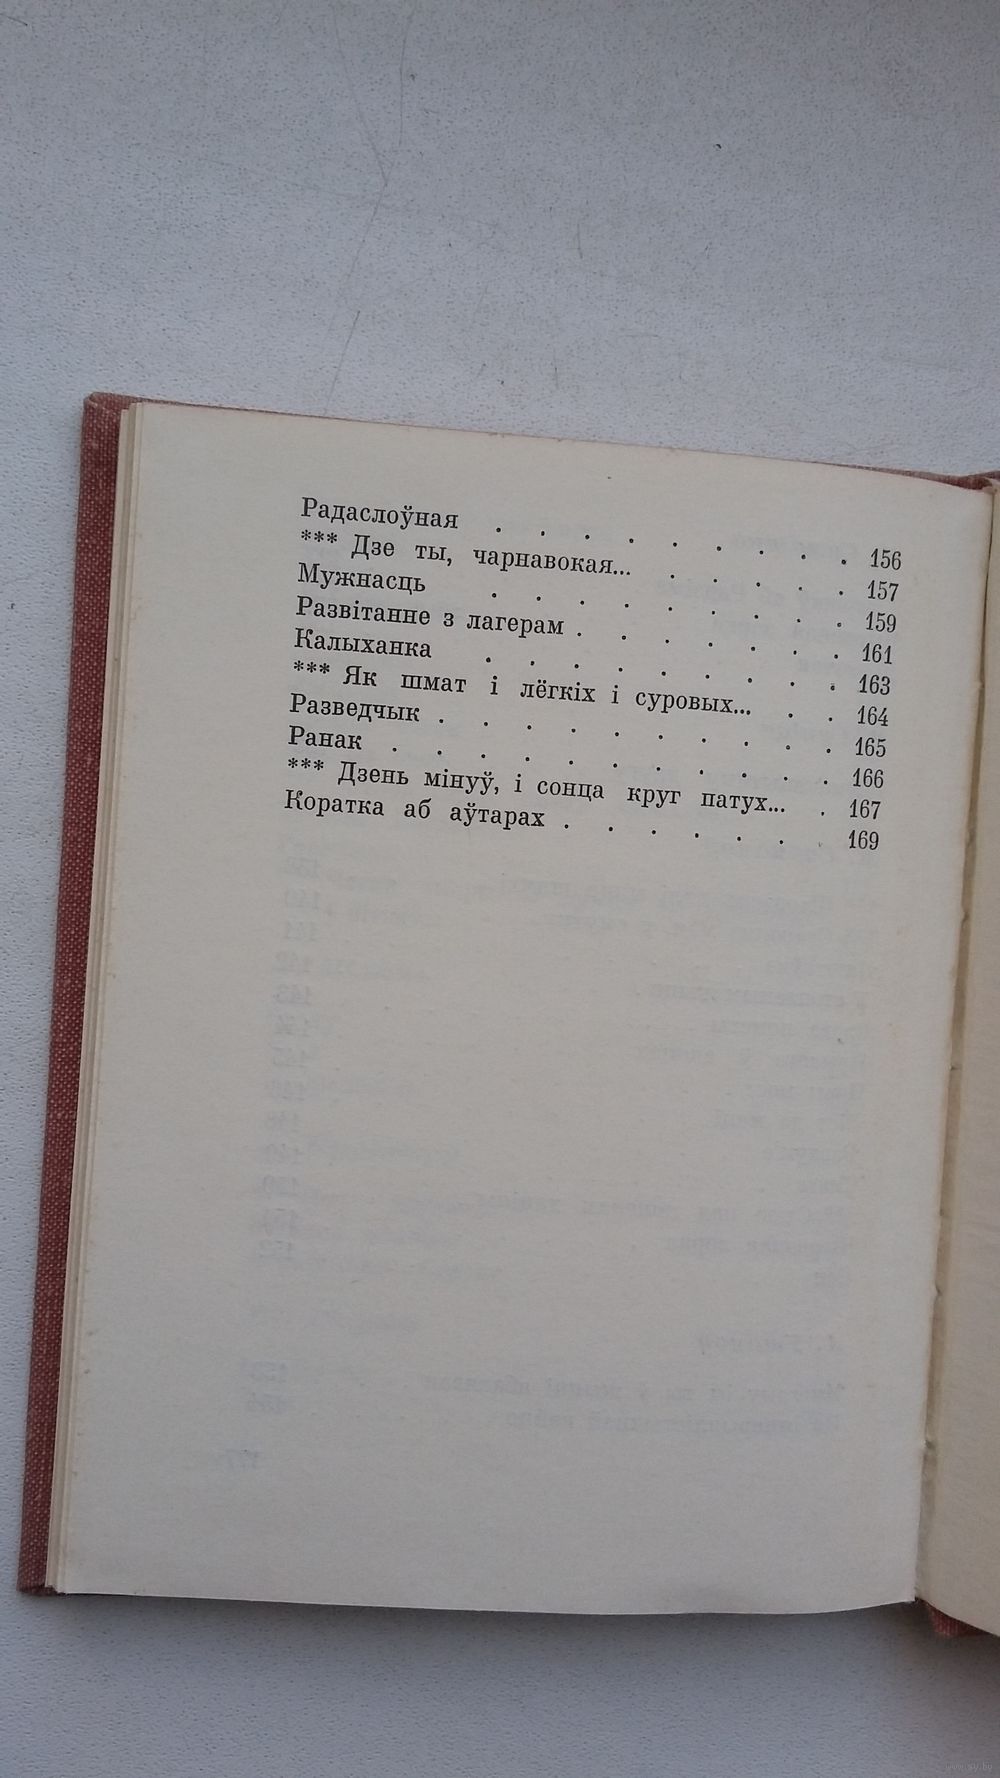 Радаслоўная . . . . . . . . . 156
*** Дзе ты, чарнавокая... . . . . . 157
Мужнасць . . . . . . . . . 159
Развітанне з лагерам . . . . . . . 161
Калыханка . . . . . . . . . 163
*** Як шмат і лёгкіх і суровых... . . 164
Разведчык . . . . . . . . . . 165
Ранак . . . . . . . . . . . 166
*** Дзень мінуў, і сонца круг патух... . 167
Коратка аб аўтарах . . . . . . . 169